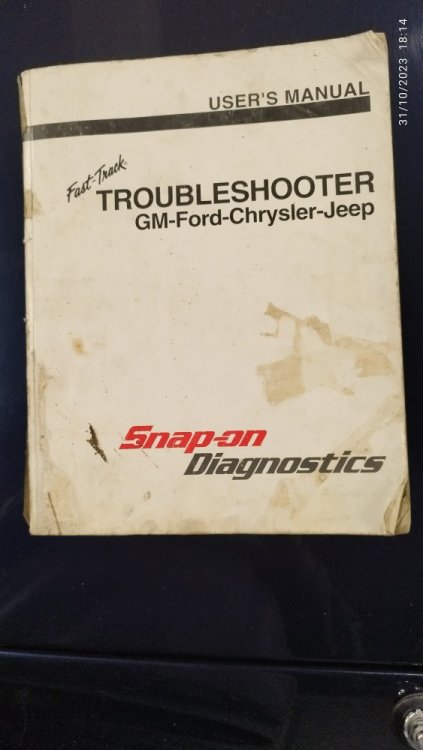 31/10/2023 18:14
USER'S MANUAL
Fast-Track
TROUBLESHOOTER
GM-Ford-Chrysler-Jeep
Snap-on
Diagnostics